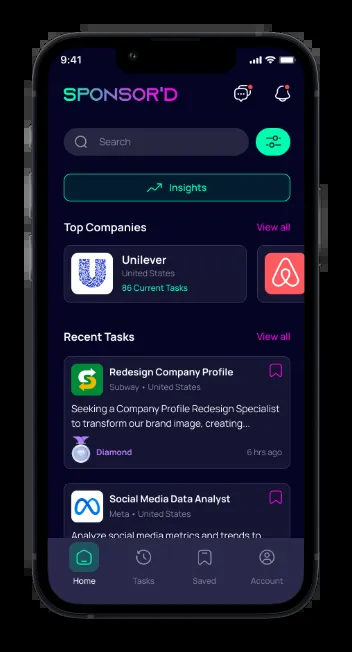 9:41
SPONSOR'D
Search
Insights
Top Companies View all
Unilever
United States
86 Current Tasks
Recent Tasks View all
Redesign Company Profile
Subway • United States
Seeking a Company Profile Redesign Specialist
to transform our brand image, creating...
Diamond 6 hrs ago
Social Media Data Analyst
Meta • United States
Analyze social media metrics and trends to
Home Tasks Saved Account